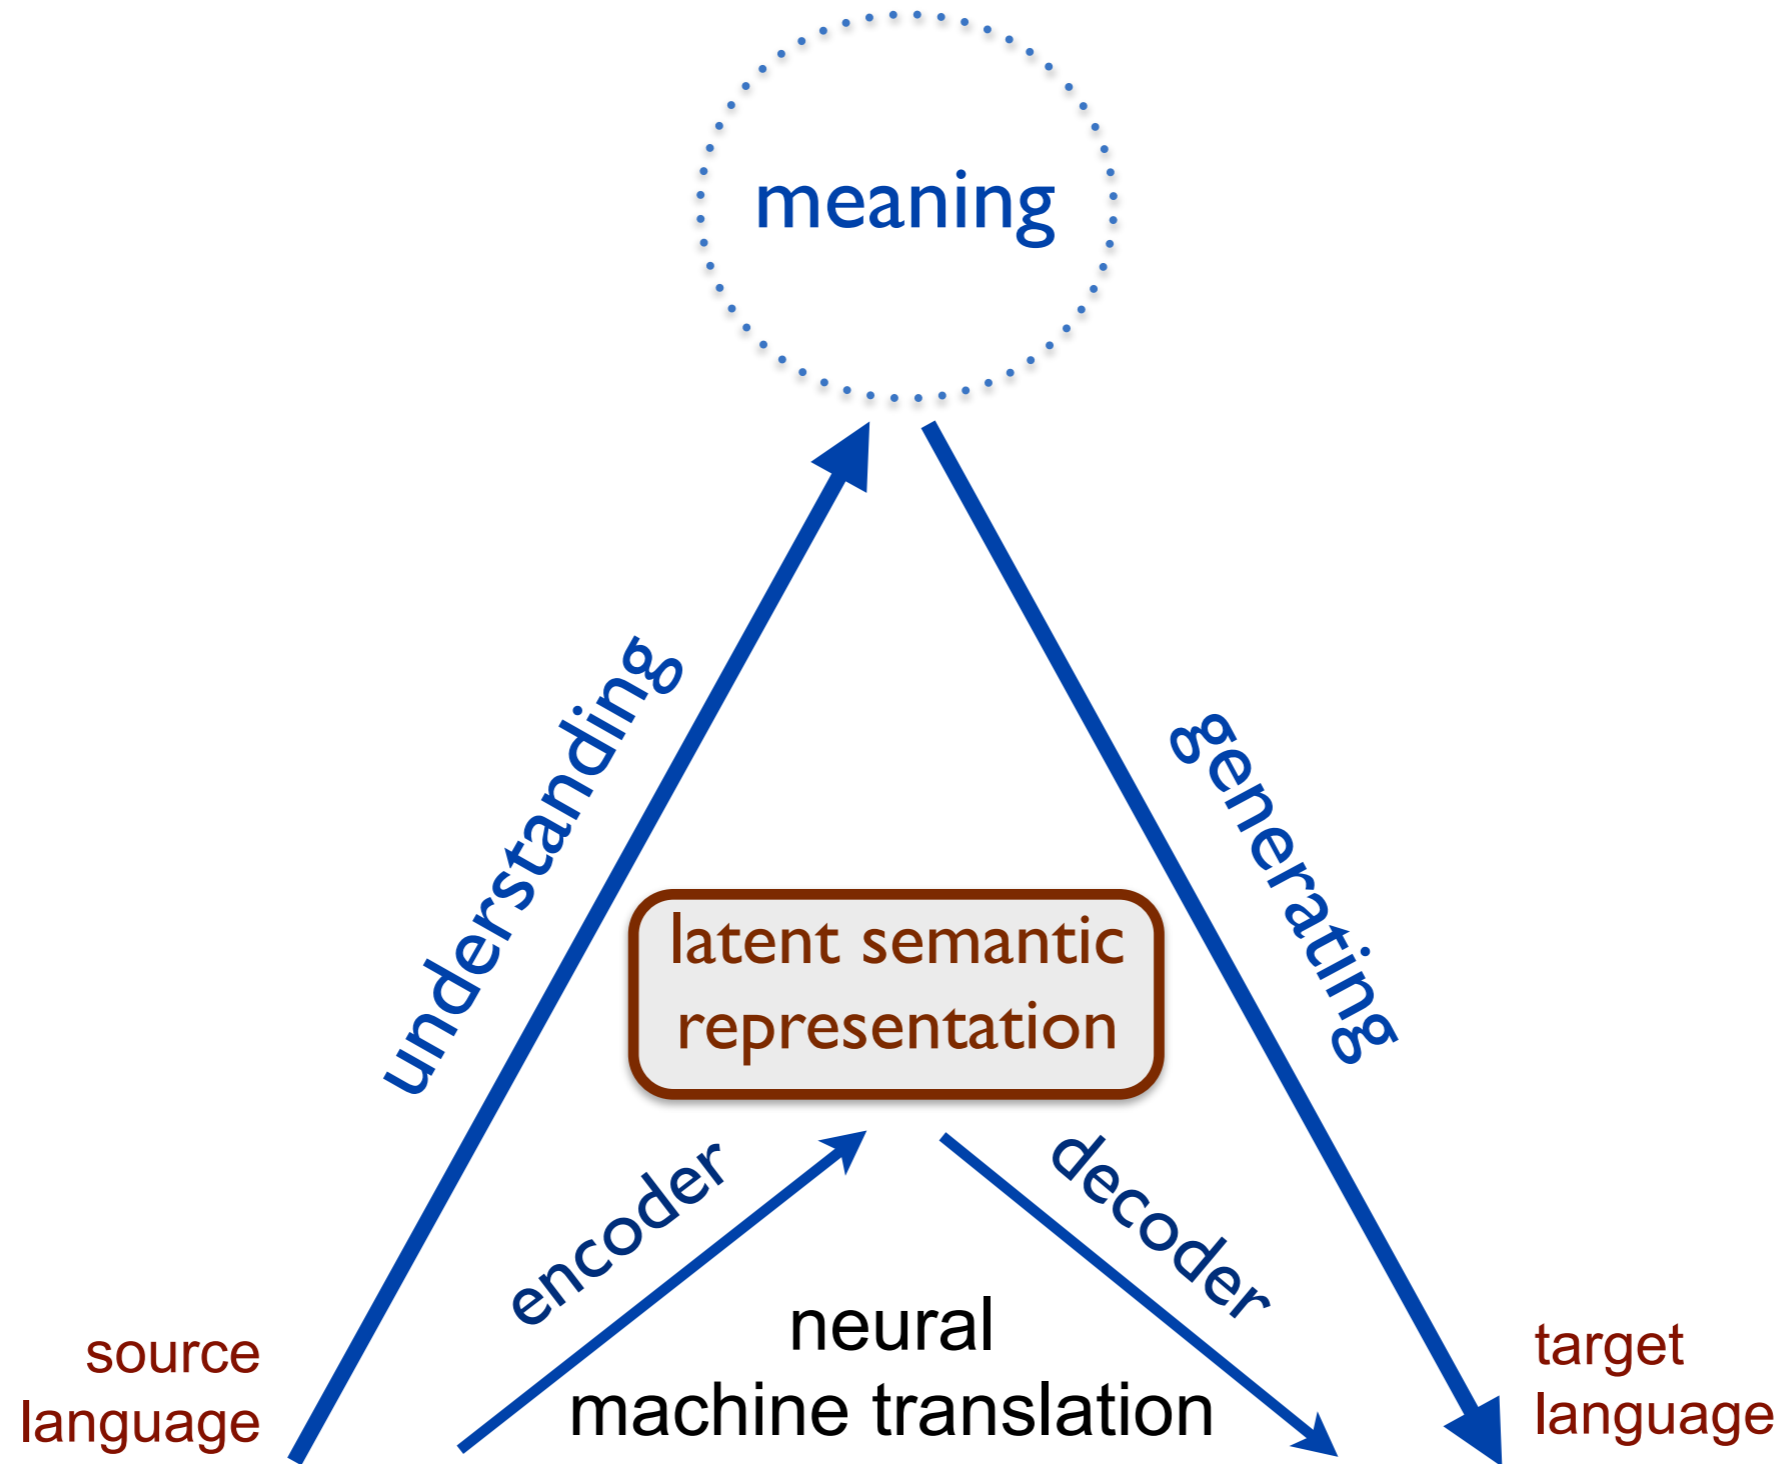 meaning
understanding
generating
latent semantic
representation
encoder
decoder
neural
machine translation
source
language
target
language